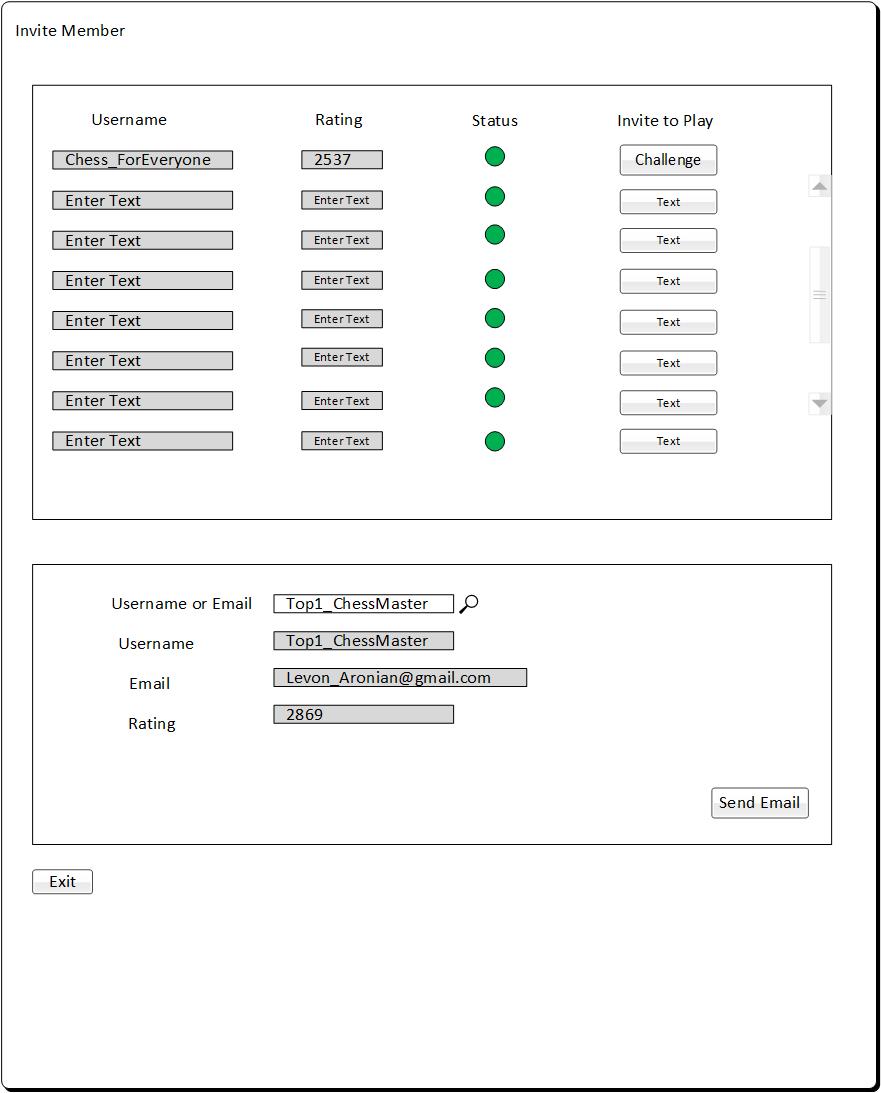 Invite Member
Username Rating Status Invite to Play
Chess_ForEveryone 2537 Challenge
Enter Text Enter Text Text
Enter Text Enter Text Text
Enter Text Enter Text Text
Enter Text Enter Text Text
Enter Text Enter Text Text
Enter Text Enter Text Text
Enter Text Enter Text Text
Username or Email Top1_ChessMaster
Username Top1_ChessMaster
Email Levon_Aronian@gmail.com
Rating 2869
Send Email
Exit